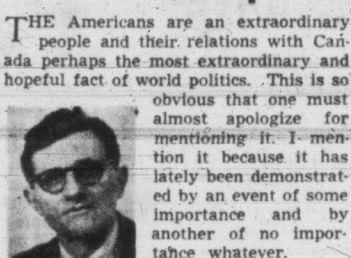 THE Americans are an extraordinary
people and their relations with Can-
ada perhaps the most extraordinary and
hopeful fact of world politics. This is so
obvious that one must
almost apologize for
mentioning it. I men-
tion it because it has
lately been demonstrat-
ed by an event of some
importance and by
another of no impor-
tance whatever.